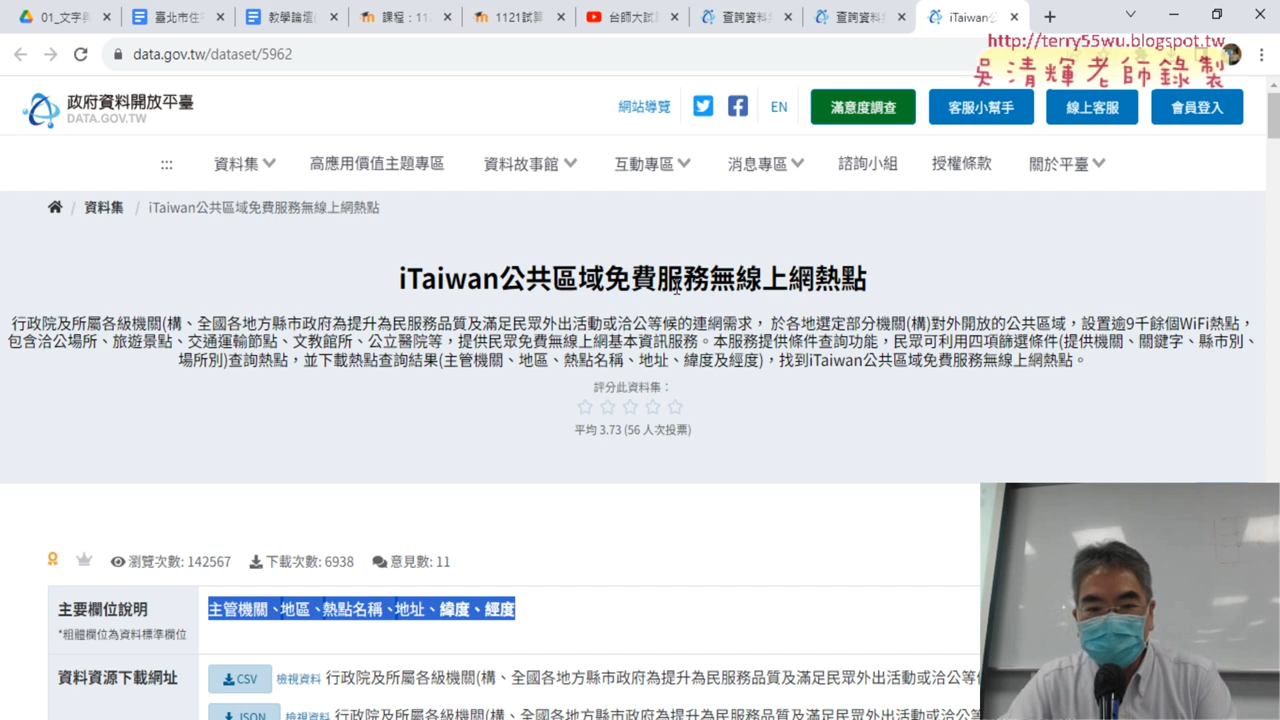 01_文字與
臺北市住宅
教學論壇(
課程：11
1121試算
台師大試算
查詢資料集
查詢資料集
iTaiwan公
data.gov.tw/dataset/5962
http://terry55wu.blogspot.tw
吳清輝老師錄製
政府資料開放平臺
DATA.GOV.TW
網站導覽
EN
滿意度調查
客服小幫手
線上客服
會員登入
:::
資料集
高應用價值主題專區
資料故事館
互動專區
消息專區
諮詢小組
授權條款
關於平臺
/ 資料集 / iTaiwan公共區域免費服務無線上網熱點
iTaiwan公共區域免費服務無線上網熱點
行政院及所屬各級機關(構、全國各地方縣市政府為提升為民服務品質及滿足民眾外出活動或洽公等候的連網需求， 於各地選定部分機關(構)對外開放的公共區域，設置逾9千餘個WiFi熱點，
包含洽公場所、旅遊景點、交通運輸節點、文教館所、公立醫院等，提供民眾免費無線上網基本資訊服務。本服務提供條件查詢功能，民眾可利用四項篩選條件(提供機關、關鍵字、縣市別、
場所別)查詢熱點，並下載熱點查詢結果(主管機關、地區、熱點名稱、地址、緯度及經度)，找到iTaiwan公共區域免費服務無線上網熱點。
評分此資料集：
平均 3.73 (56 人次投票)
瀏覽次數: 142567
下載次數: 6938
意見數: 11
主要欄位說明
*粗體欄位為資料標準欄位
主管機關、地區、熱點名稱、地址、緯度、經度
資料資源下載網址
CSV 檢視資料 行政院及所屬各級機關(構、全國各地方縣市政府為提升為民服務品質及滿足民眾外出活動或洽公等
JSON 檢視資料 行政院及所屬各級機關(構、全國各地方縣市政府為提升為民服務品質及滿足民眾外出活動或洽公等